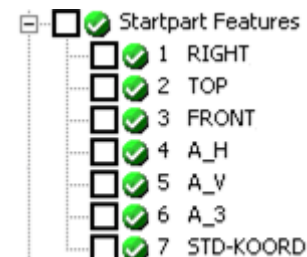 Startpart Features
1 RIGHT
2 TOP
3 FRONT
4 A_H
5 A_V
6 A_3
7 STD-KOORD